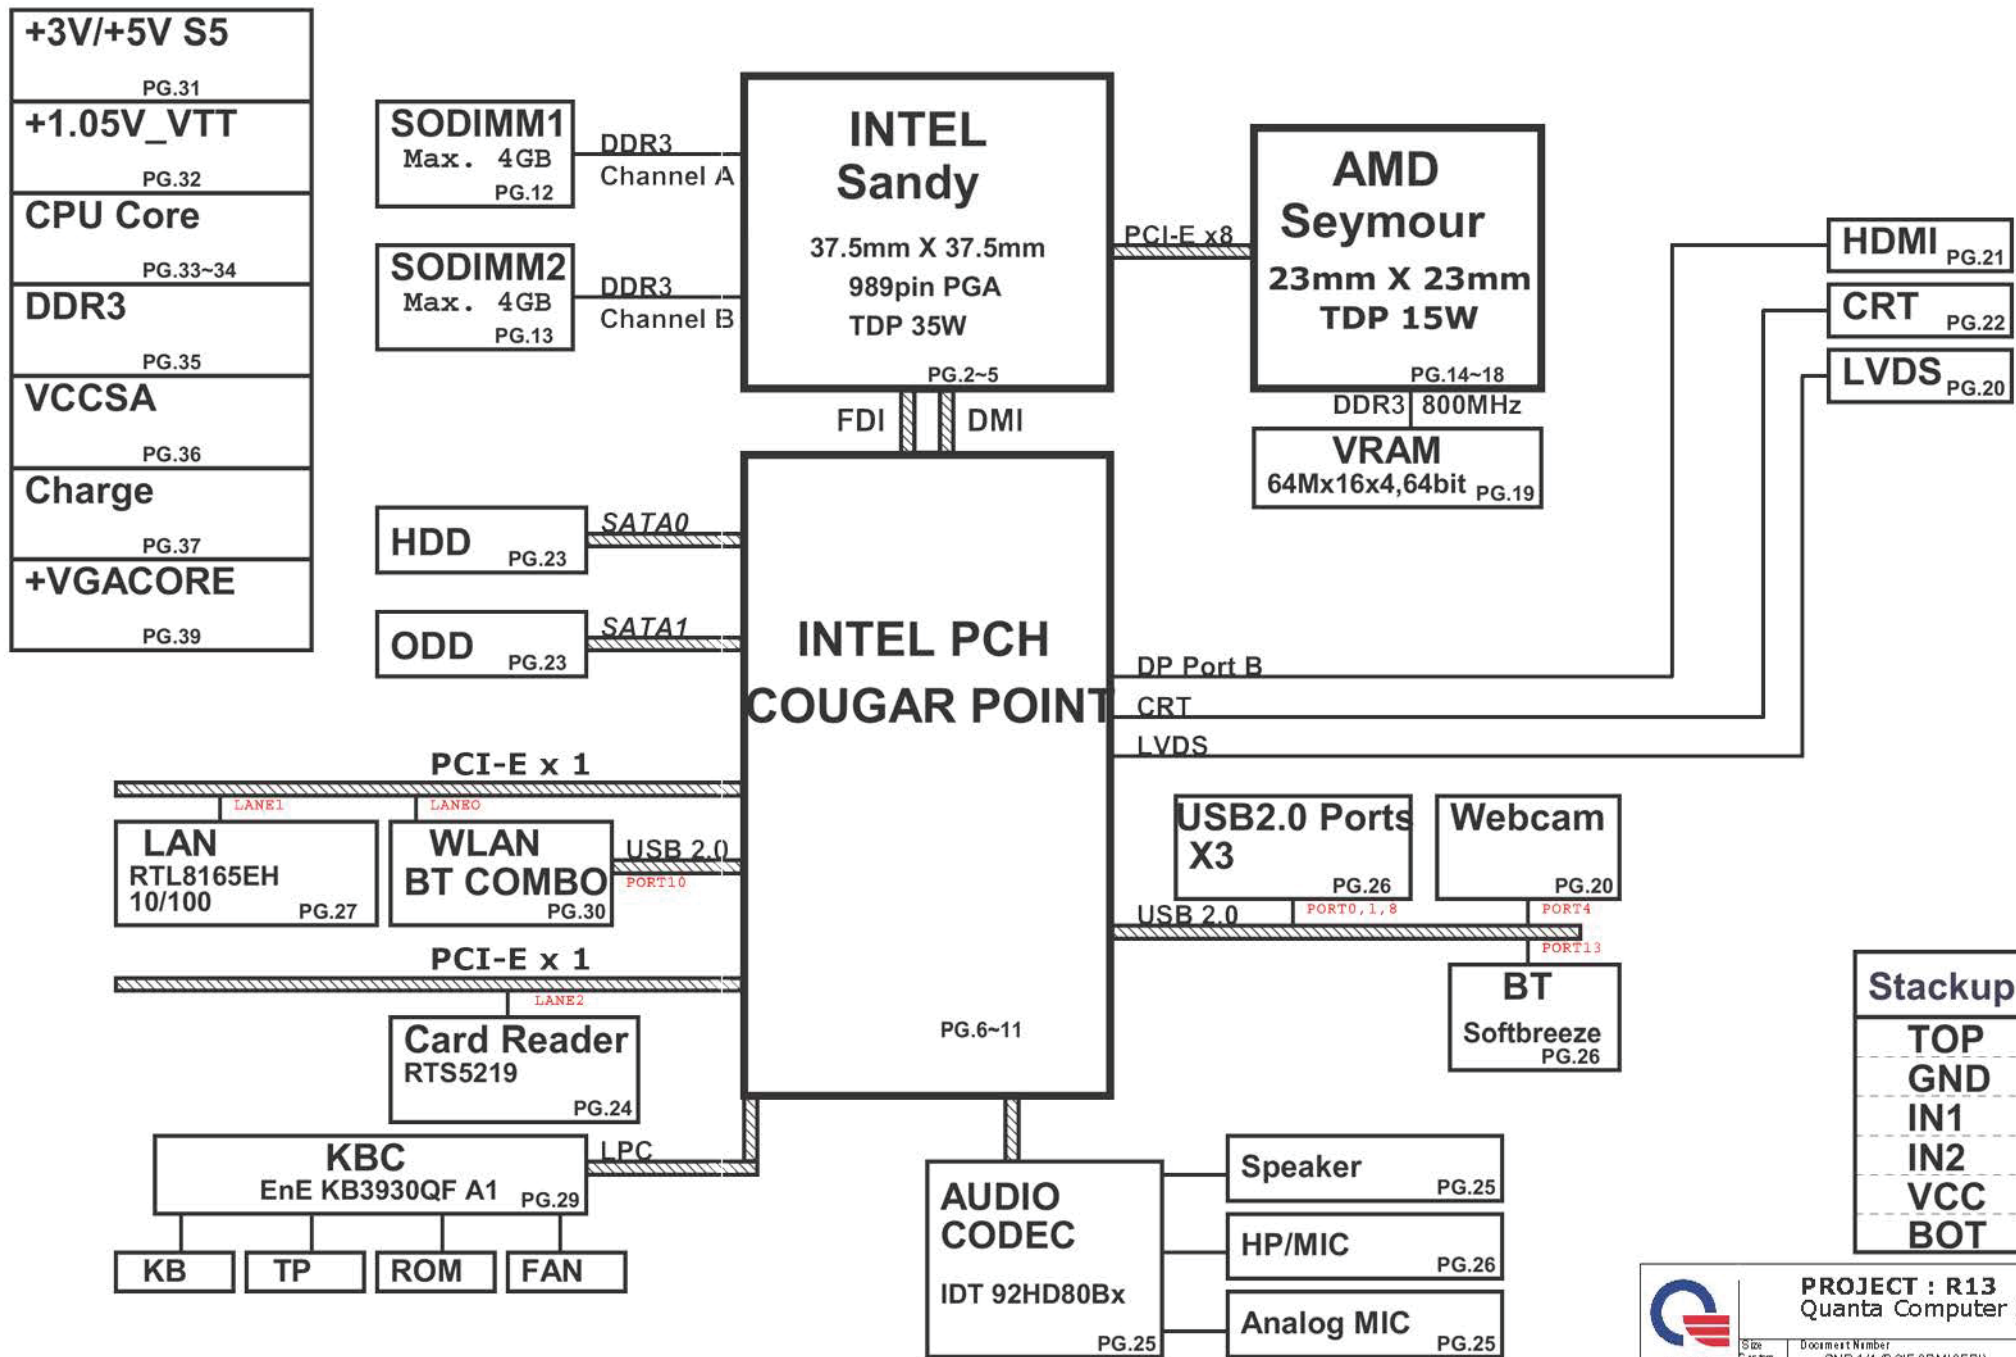 +3V/+5V S5
PG.31
+1.05V_VTT
PG.32
CPU Core
PG.33~34
DDR3
PG.35
VCCSA
PG.36
Charge
PG.37
+VGACORE
PG.39
SODIMM1
Max. 4GB
PG.12
DDR3
Channel A
SODIMM2
Max. 4GB
PG.13
DDR3
Channel B
INTEL
Sandy
37.5mm X 37.5mm
989pin PGA
TDP 35W
PG.2~5
PCI-E x8
AMD
Seymour
23mm X 23mm
TDP 15W
PG.14~18
DDR3 800MHz
VRAM
64Mx16x4,64bit PG.19
HDMI PG.21
CRT PG.22
LVDS PG.20
FDI
DMI
HDD PG.23
SATA0
ODD PG.23
SATA1
INTEL PCH
COUGAR POINT
PG.6~11
DP Port B
CRT
LVDS
PCI-E x 1
LANE1
LANE0
LAN
RTL8165EH
10/100
PG.27
WLAN
BT COMBO
PG.30
USB 2.0
PORT10
PCI-E x 1
LANE2
Card Reader
RTS5219
PG.24
USB2.0 Ports
X3
PG.26
Webcam
PG.20
USB 2.0
PORT0,1,8
PORT4
PORT13
BT
Softbreeze
PG.26
KBC
EnE KB3930QF A1 PG.29
LPC
KB
TP
ROM
FAN
AUDIO
CODEC
IDT 92HD80Bx
PG.25
Speaker
PG.25
HP/MIC
PG.26
Analog MIC
PG.25
Stackup
TOP
GND
IN1
IN2
VCC
BOT
PROJECT : R13
Quanta Computer
Size
Document Number